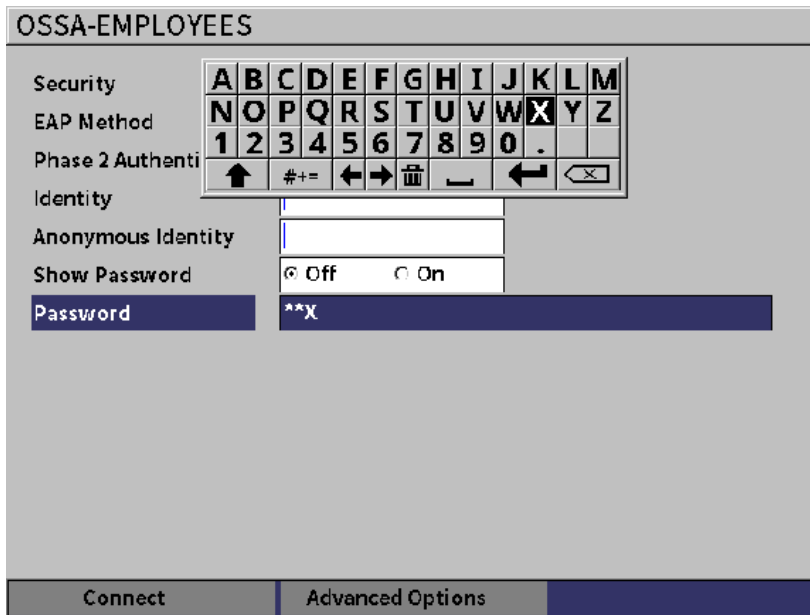 OSSA-EMPLOYEES
Security
A B C D E F G H I J K L M
EAP Method
N O P Q R S T U V W X Y Z
1 2 3 4 5 6 7 8 9 0 .
Phase 2 Authenti
#+=
Identity
Anonymous Identity
Show Password Off On
Password **X
Connect Advanced Options